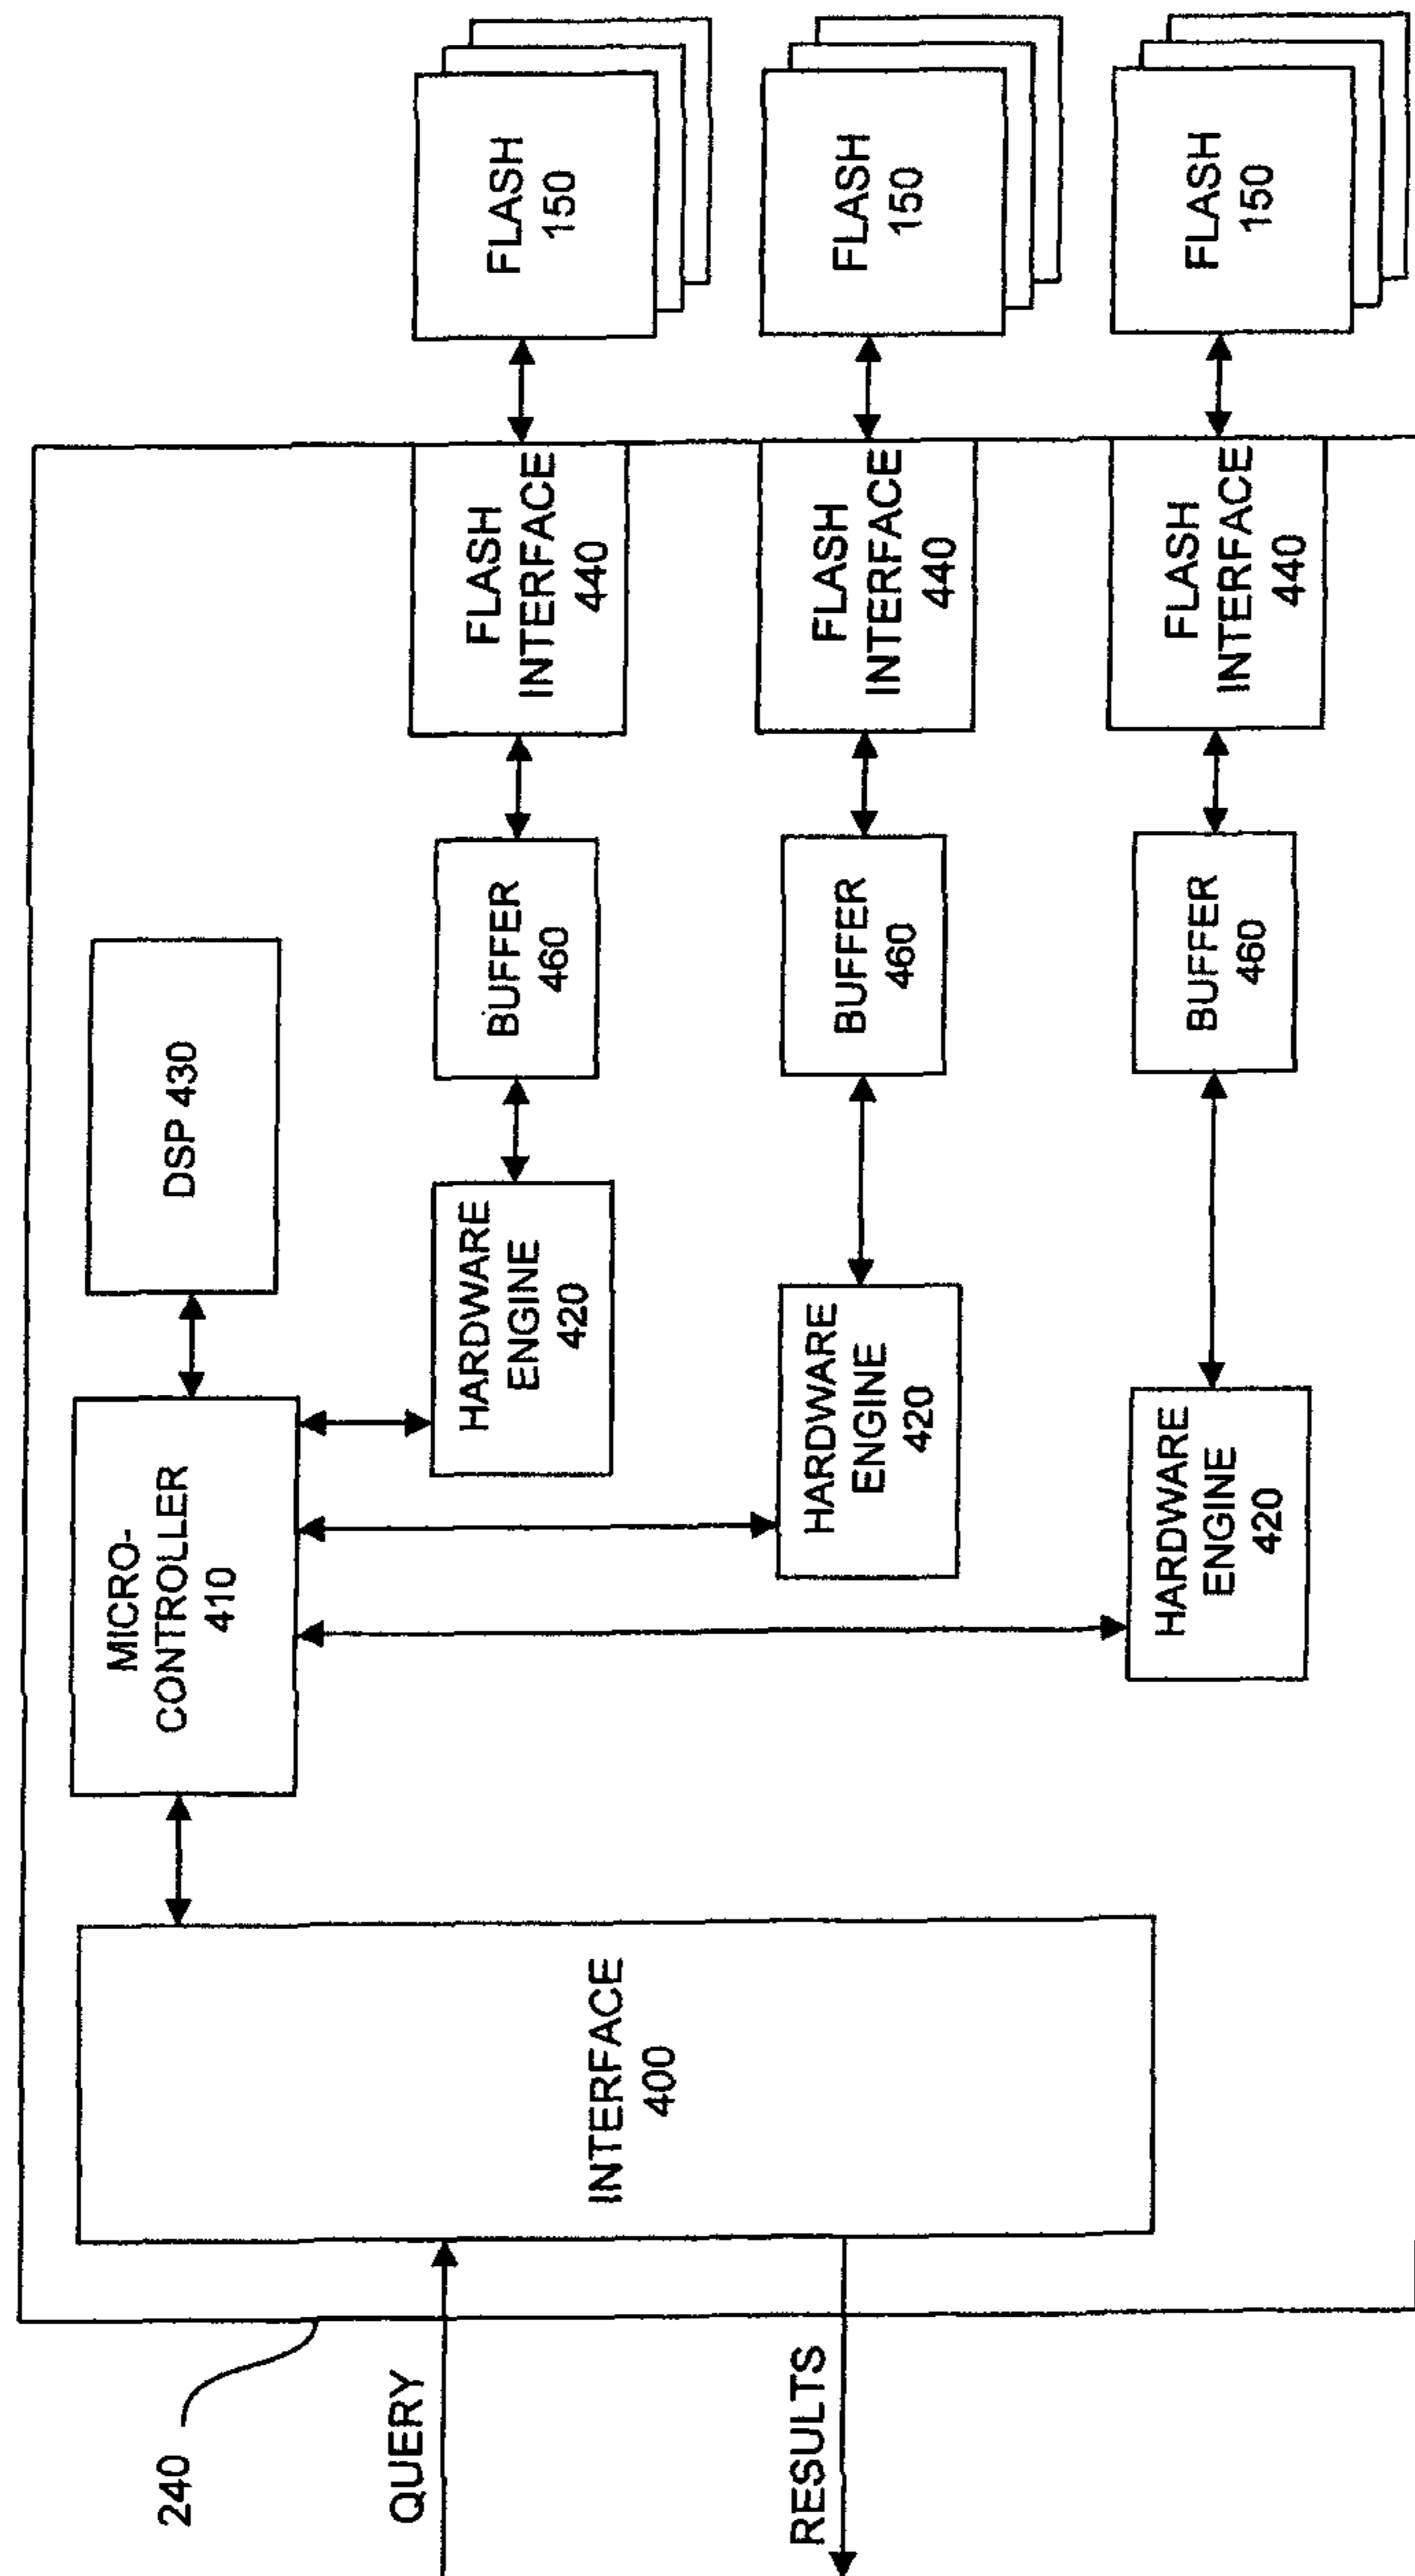 240
QUERY
RESULTS
INTERFACE
400
MICRO-
CONTROLLER
410
DSP 430
HARDWARE
ENGINE
420
BUFFER
460
FLASH
INTERFACE
440
FLASH
150
HARDWARE
ENGINE
420
BUFFER
460
FLASH
INTERFACE
440
FLASH
150
HARDWARE
ENGINE
420
BUFFER
460
FLASH
INTERFACE
440
FLASH
150